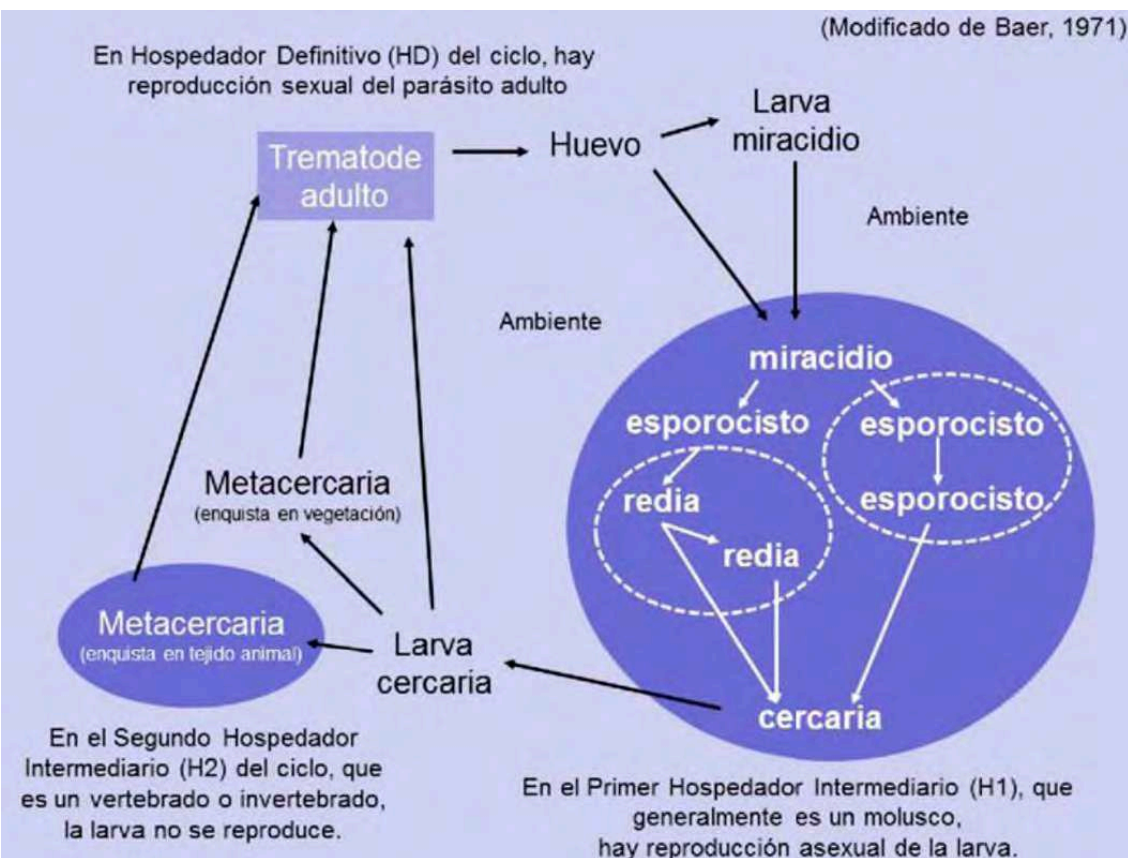 (Modificado de Baer, 1971)
En Hospedador Definitivo (HD) del ciclo, hay
reproducción sexual del parásito adulto
Trematode
adulto
Huevo
Larva
miracidio
Ambiente
Ambiente
miracidio
esporocisto
esporocisto
redia
esporocisto
redia
cercaria
Metacercaria
(enquista en vegetación)
Metacercaria
(enquista en tejido animal)
Larva
cercaria
En el Segundo Hospedador
Intermediario (H2) del ciclo, que
es un vertebrado o invertebrado,
la larva no se reproduce.
En el Primer Hospedador Intermediario (H1), que
generalmente es un molusco,
hay reproducción asexual de la larva.